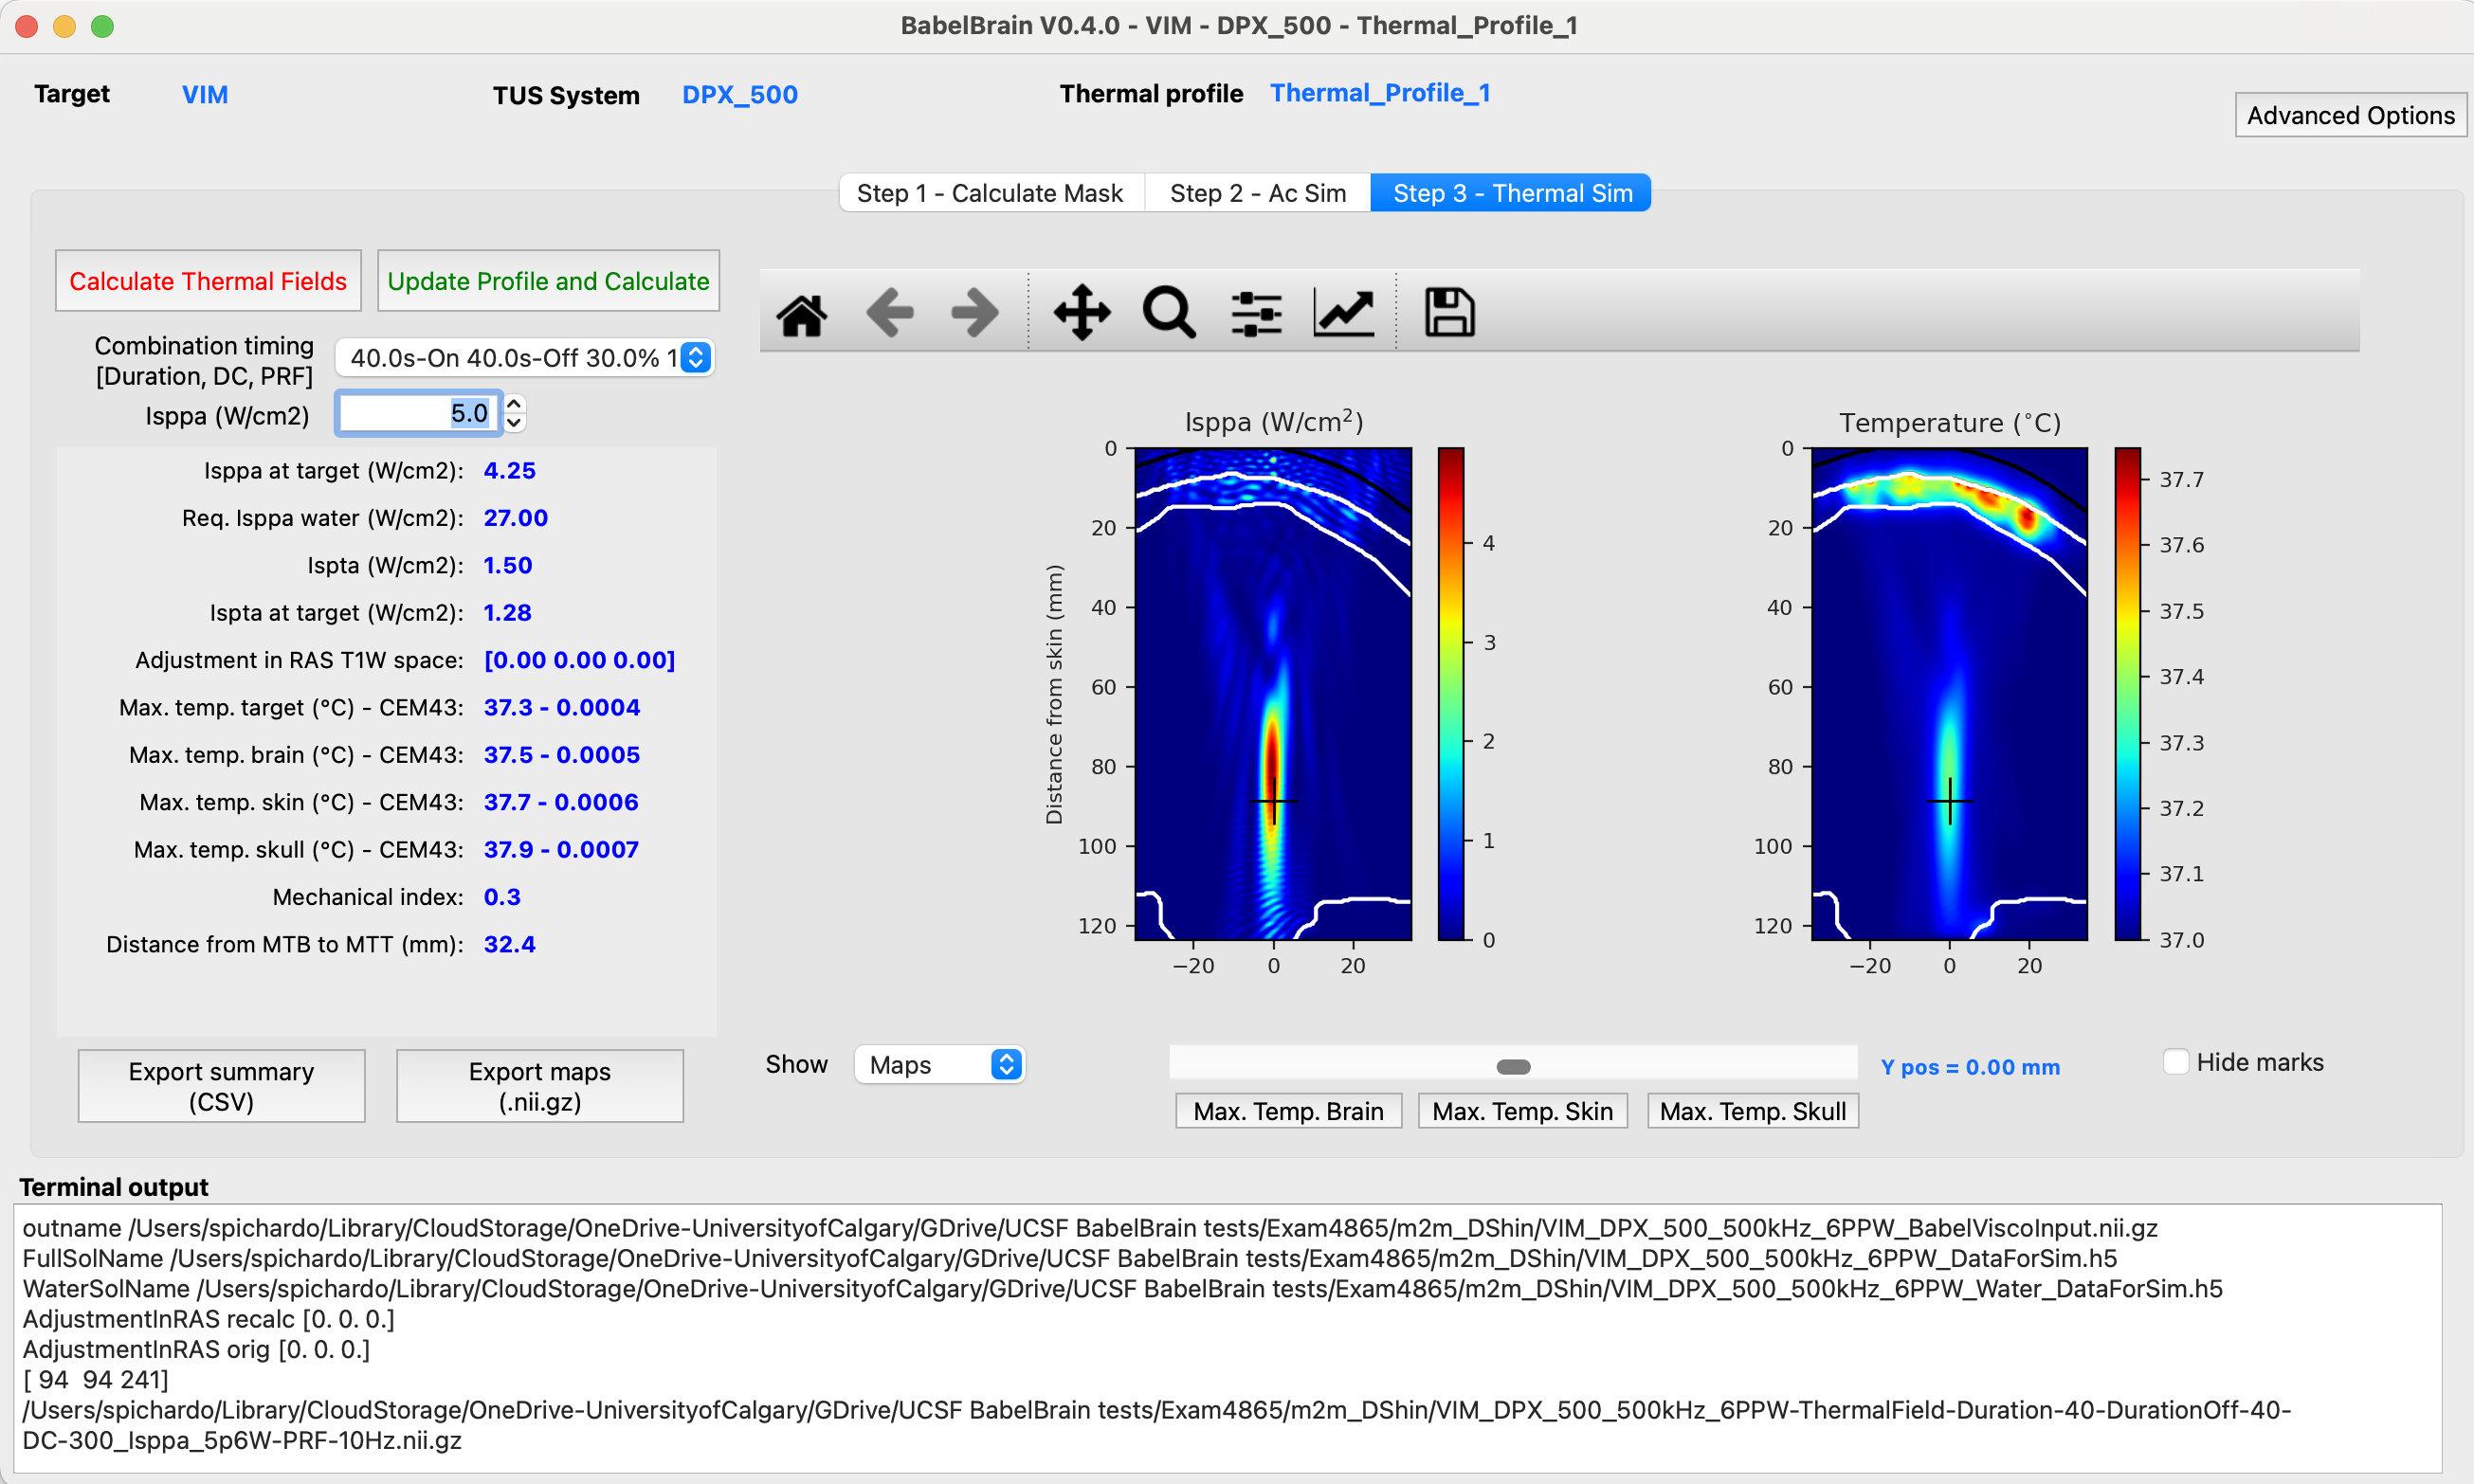 BabelBrain V0.4.0 - VIM - DPX_500 - Thermal_Profile_1
Target VIM TUS System DPX_500 Thermal profile Thermal_Profile_1
Advanced Options
Step 1 - Calculate Mask Step 2 - Ac Sim Step 3 - Thermal Sim
Calculate Thermal Fields Update Profile and Calculate
Combination timing
[Duration, DC, PRF]
40.0s-On 40.0s-Off 30.0% 1
Isppa (W/cm2) 5.0
Isppa at target (W/cm2): 4.25
Req. Isppa water (W/cm2): 27.00
Ispta (W/cm2): 1.50
Ispta at target (W/cm2): 1.28
Adjustment in RAS T1W space: [0.00 0.00 0.00]
Max. temp. target (°C) - CEM43: 37.3 - 0.0004
Max. temp. brain (°C) - CEM43: 37.5 - 0.0005
Max. temp. skin (°C) - CEM43: 37.7 - 0.0006
Max. temp. skull (°C) - CEM43: 37.9 - 0.0007
Mechanical index: 0.3
Distance from MTB to MTT (mm): 32.4
Export summary
(CSV)
Export maps
(.nii.gz)
Isppa (W/cm²)
Distance from skin (mm)
0
20
40
60
80
100
120
−20 0 20
4
3
2
1
0
Temperature (°C)
0
20
40
60
80
100
120
−20 0 20
37.7
37.6
37.5
37.4
37.3
37.2
37.1
37.0
Show Maps
Y pos = 0.00 mm
Hide marks
Max. Temp. Brain Max. Temp. Skin Max. Temp. Skull
Terminal output
outname /Users/spichardo/Library/CloudStorage/OneDrive-UniversityofCalgary/GDrive/UCSF BabelBrain tests/Exam4865/m2m_DShin/VIM_DPX_500_500kHz_6PPW_BabelViscoInput.nii.gz
FullSolName /Users/spichardo/Library/CloudStorage/OneDrive-UniversityofCalgary/GDrive/UCSF BabelBrain tests/Exam4865/m2m_DShin/VIM_DPX_500_500kHz_6PPW_DataForSim.h5
WaterSolName /Users/spichardo/Library/CloudStorage/OneDrive-UniversityofCalgary/GDrive/UCSF BabelBrain tests/Exam4865/m2m_DShin/VIM_DPX_500_500kHz_6PPW_Water_DataForSim.h5
AdjustmentInRAS recalc [0. 0. 0.]
AdjustmentInRAS orig [0. 0. 0.]
[ 94  94 241]
/Users/spichardo/Library/CloudStorage/OneDrive-UniversityofCalgary/GDrive/UCSF BabelBrain tests/Exam4865/m2m_DShin/VIM_DPX_500_500kHz_6PPW-ThermalField-Duration-40-DurationOff-40-
DC-300_Isppa_5p6W-PRF-10Hz.nii.gz